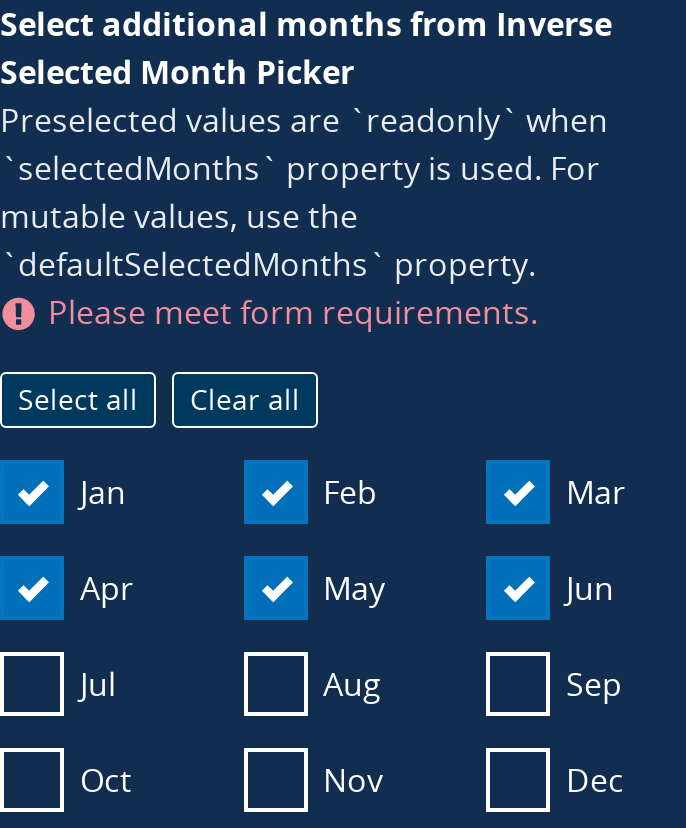 Select additional months from Inverse
Selected Month Picker
Preselected values are `readonly` when
`selectedMonths` property is used. For
mutable values, use the
`defaultSelectedMonths` property.
Please meet form requirements.
Select all Clear all
Jan Feb Mar
Apr May Jun
Jul Aug Sep
Oct Nov Dec